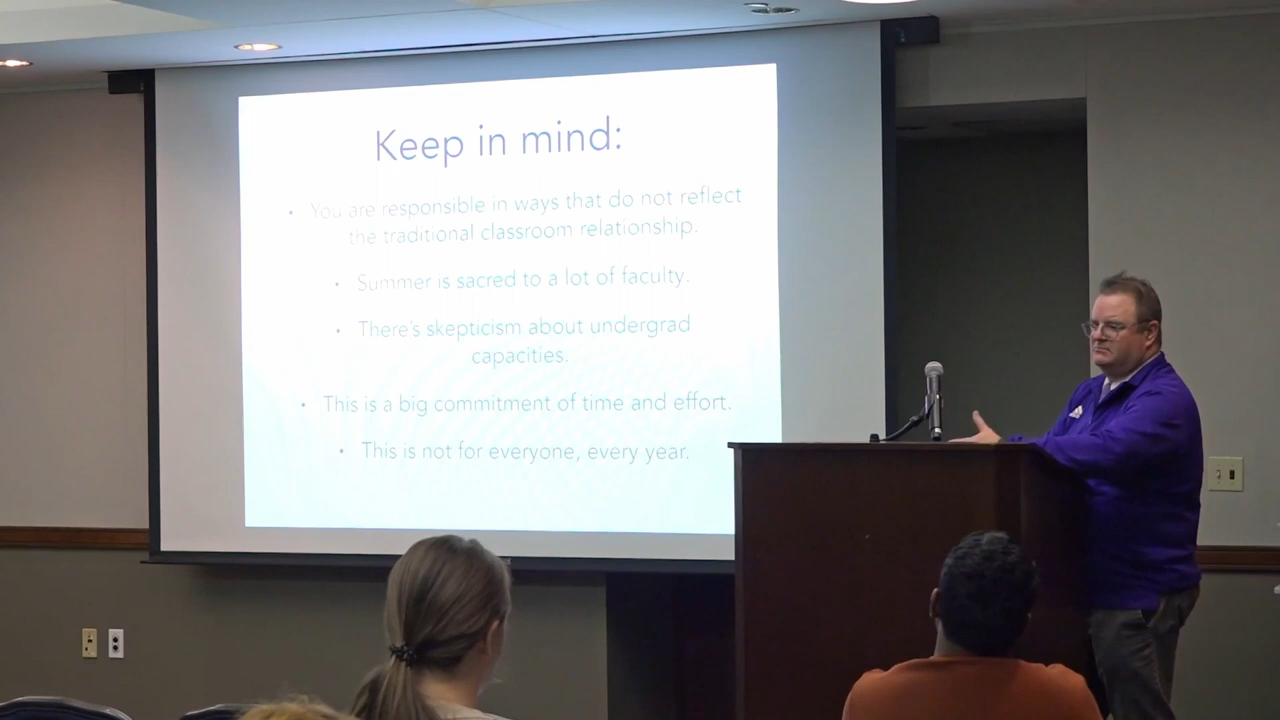 Keep in mind:
• You are responsible in ways that do not reflect
the traditional classroom relationship.
• Summer is sacred to a lot of faculty.
• There's skepticism about undergrad
capacities.
• This is a big commitment of time and effort.
• This is not for everyone, every year.